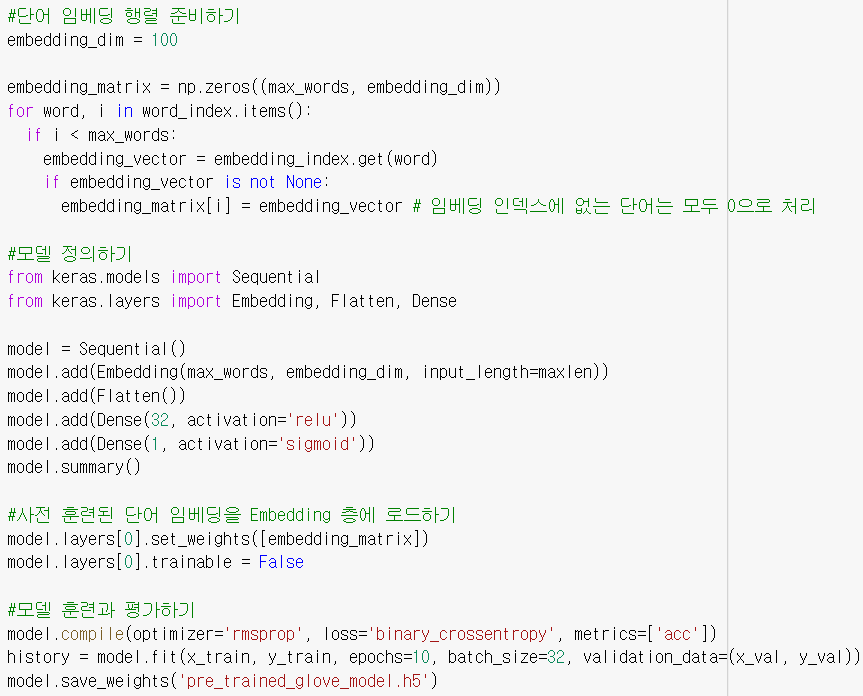 #단어 임베딩 행렬 준비하기
embedding_dim = 100
embedding_matrix = np.zeros((max_words, embedding_dim))
for word, i in word_index.items():
  if i < max_words:
    embedding_vector = embedding_index.get(word)
    if embedding_vector is not None:
      embedding_matrix[i] = embedding_vector # 임베딩 인덱스에 없는 단어는 모두 0으로 처리
#모델 정의하기
from keras.models import Sequential
from keras.layers import Embedding, Flatten, Dense
model = Sequential()
model.add(Embedding(max_words, embedding_dim, input_length=maxlen))
model.add(Flatten())
model.add(Dense(32, activation='relu'))
model.add(Dense(1, activation='sigmoid'))
model.summary()
#사전 훈련된 단어 임베딩을 Embedding 층에 로드하기
model.layers[0].set_weights([embedding_matrix])
model.layers[0].trainable = False
#모델 훈련과 평가하기
model.compile(optimizer='rmsprop', loss='binary_crossentropy', metrics=['acc'])
history = model.fit(x_train, y_train, epochs=10, batch_size=32, validation_data=(x_val, y_val))
model.save_weights('pre_trained_glove_model.h5')